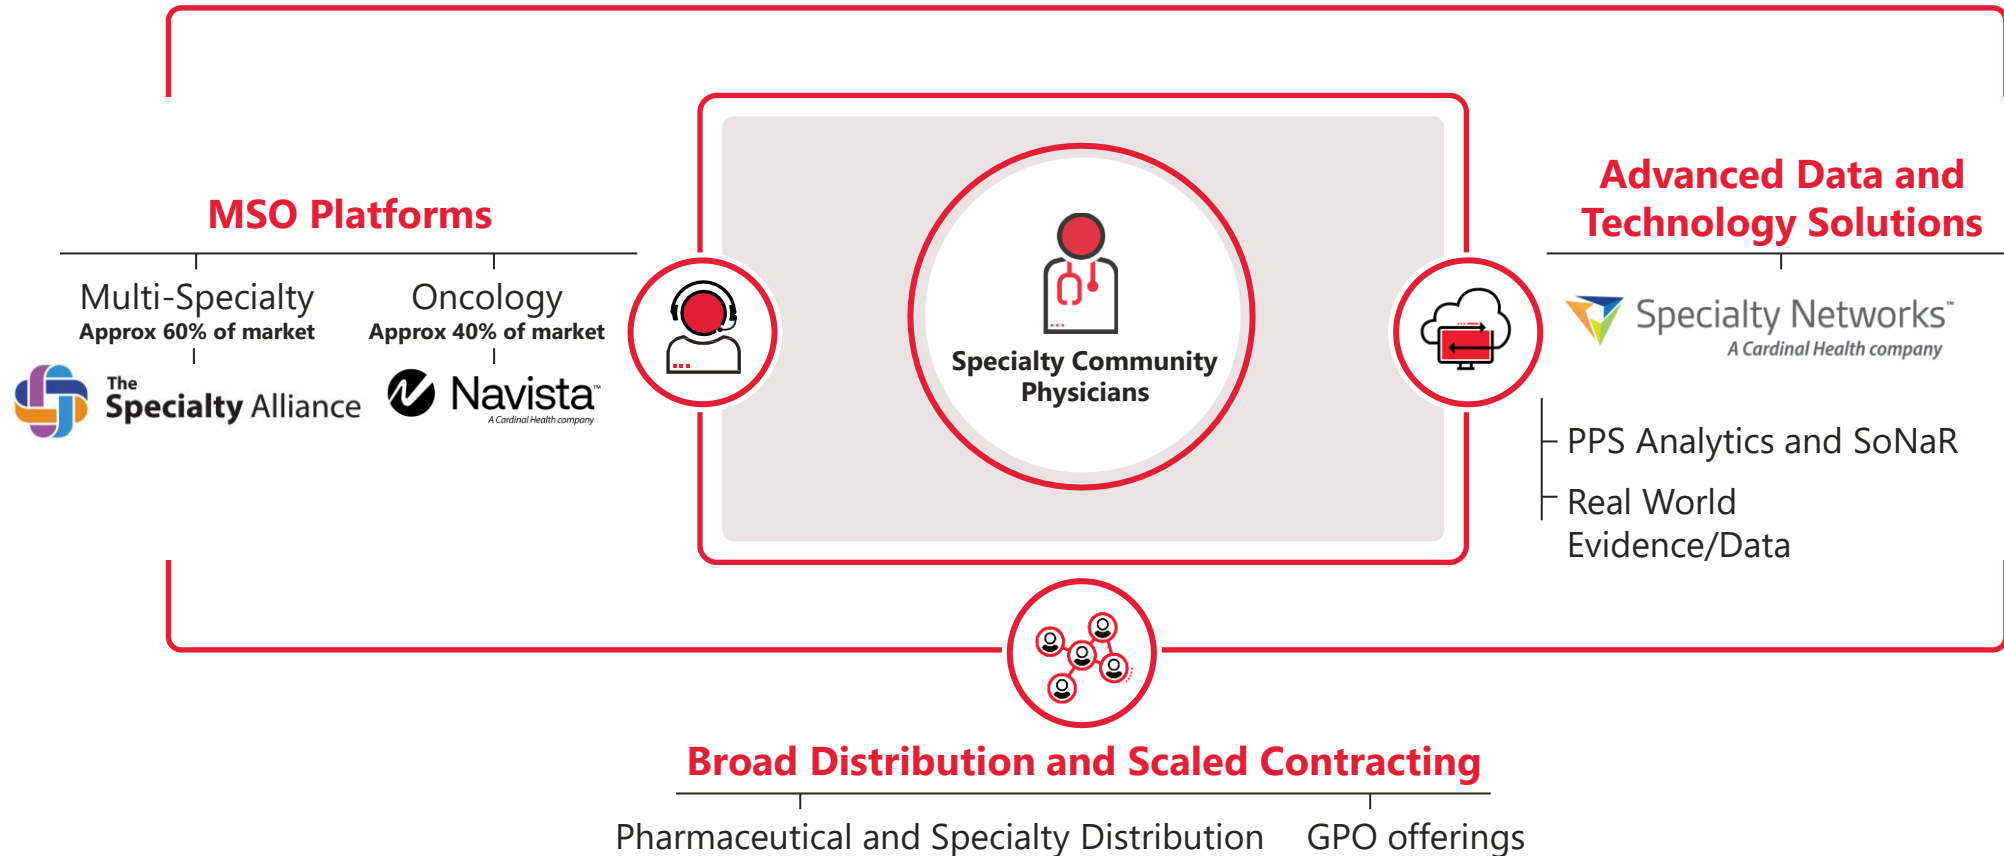 MSO Platforms
Multi-Specialty
Approx 60% of market
The
Specialty Alliance
Oncology
Approx 40% of market
Navista™
A Cardinal Health company
Specialty Community
Physicians
Advanced Data and
Technology Solutions
Specialty Networks™
A Cardinal Health company
PPS Analytics and SoNaR
Real World
Evidence/Data
Broad Distribution and Scaled Contracting
Pharmaceutical and Specialty Distribution
GPO offerings